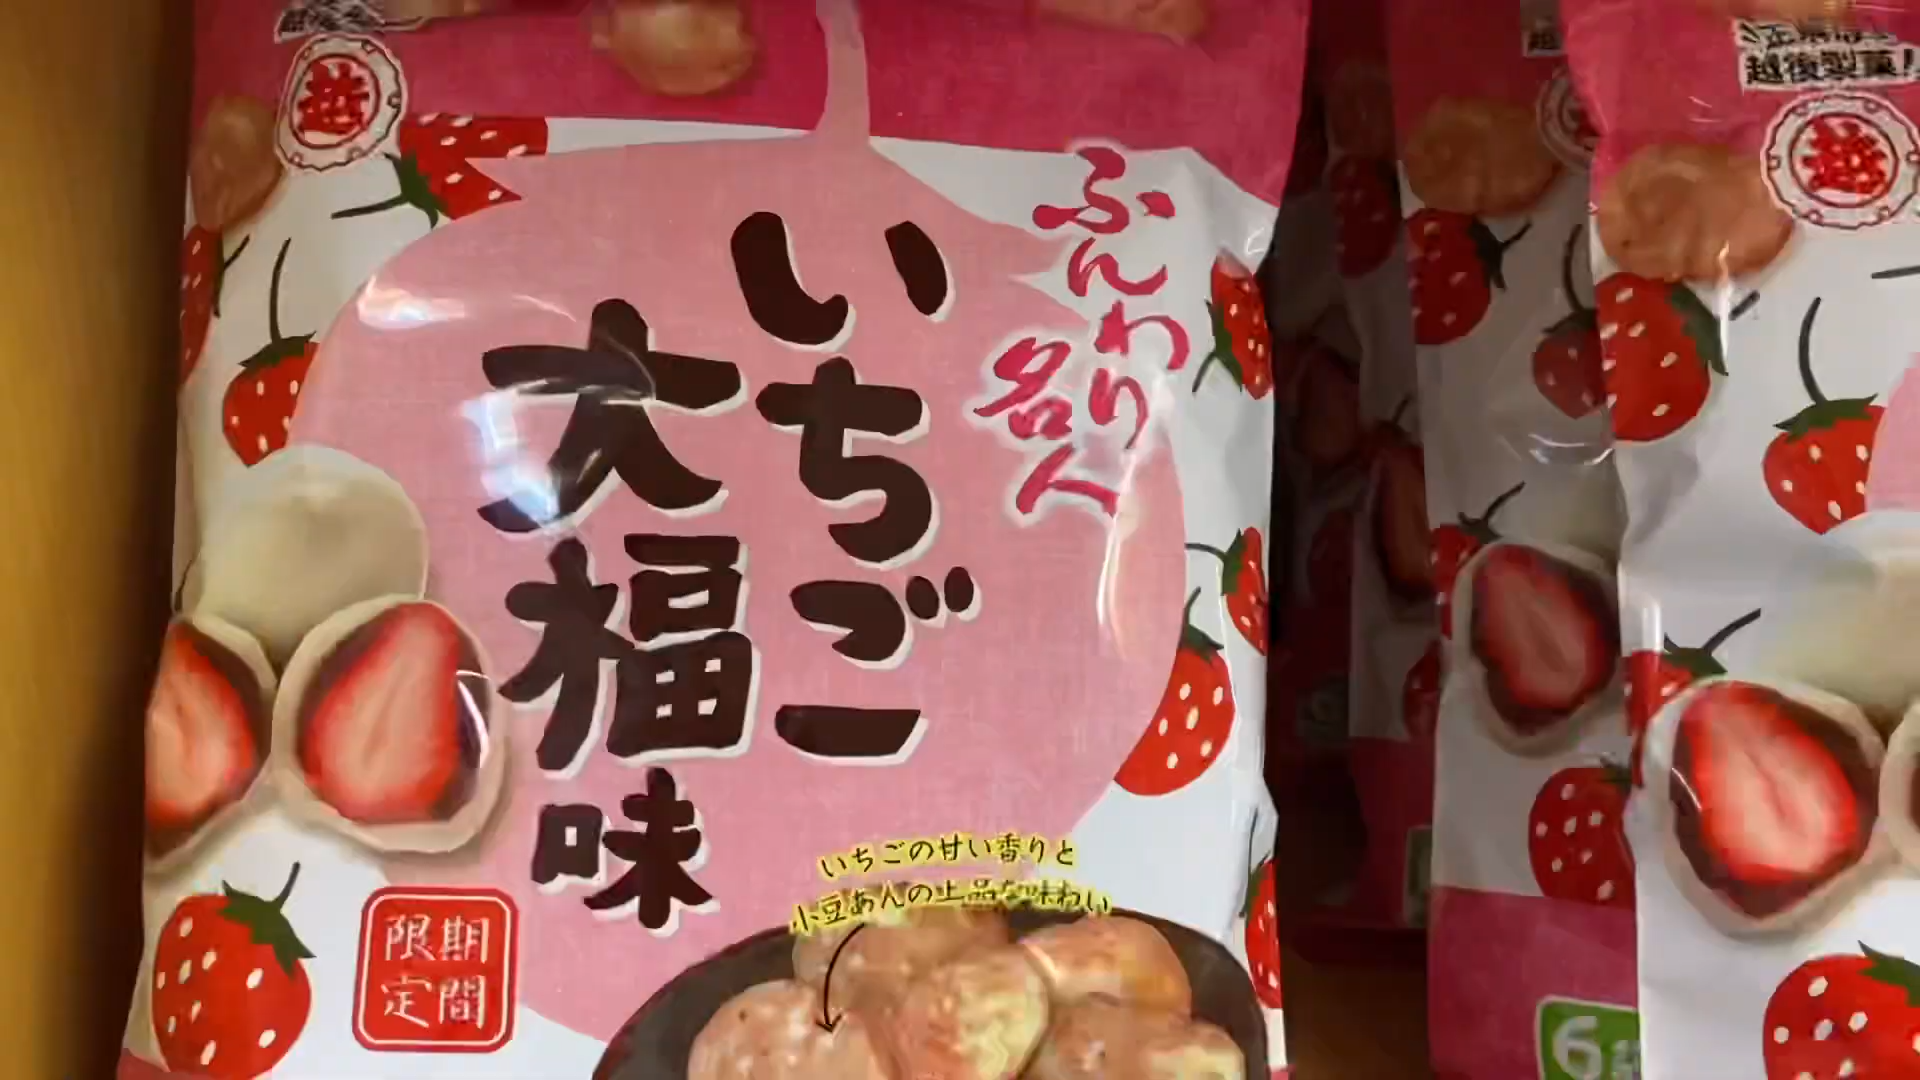 越
ふんわり
名人
いちご
大福
味
いちごの甘い香りと
小豆あんの上品な味わい
期間
限定
越後製菓!
越
6